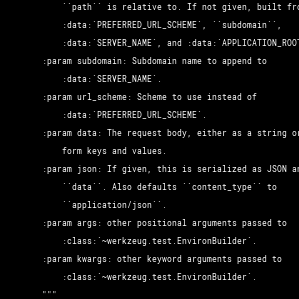 ``path`` is relative to. If not given, built
:data:`PREFERRED_URL_SCHEME`, ``subdomain``,
:data:`SERVER_NAME`, and :data:`APPLICATION_ROOT
:param subdomain: Subdomain name to append to
:data:`SERVER_NAME`.
:param url_scheme: Scheme to use instead of
:data:`PREFERRED_URL_SCHEME`.
:param data: The request body, either as a string or
form keys and values.
:param json: If given, this is serialized as JSON
``data``. Also defaults ``content_type`` to
``application/json``.
:param args: other positional arguments passed to
:class:`~werkzeug.test.EnvironBuilder`.
:param kwargs: other keyword arguments passed to
:class:`~werkzeug.test.EnvironBuilder`.
"""